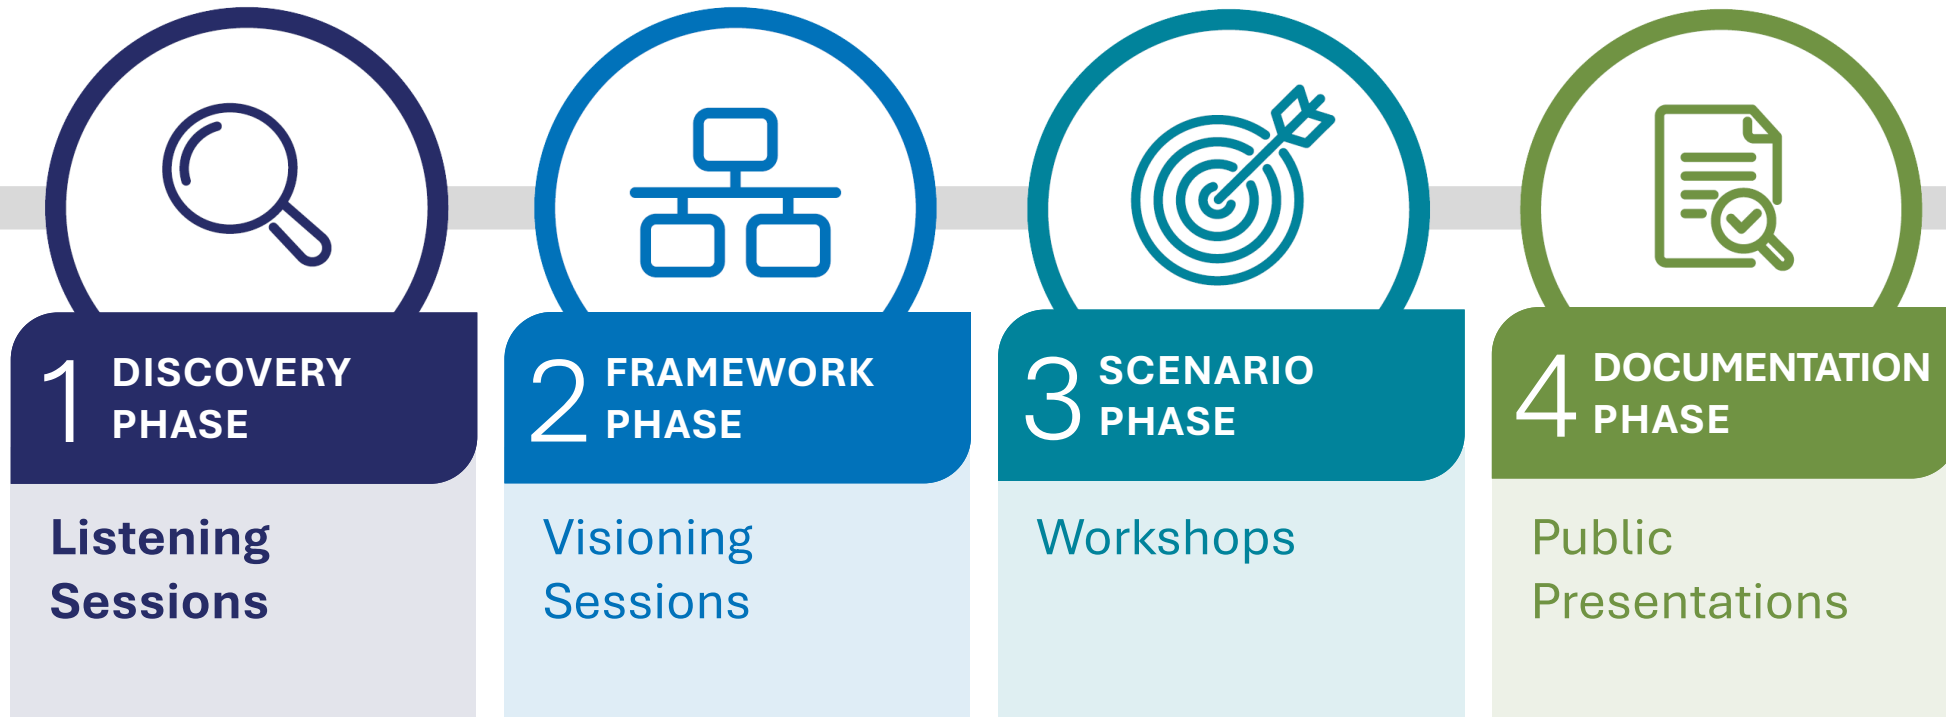 1 DISCOVERY
PHASE
Listening
Sessions
2 FRAMEWORK
PHASE
Visioning
Sessions
3 SCENARIO
PHASE
Workshops
4 DOCUMENTATION
PHASE
Public
Presentations